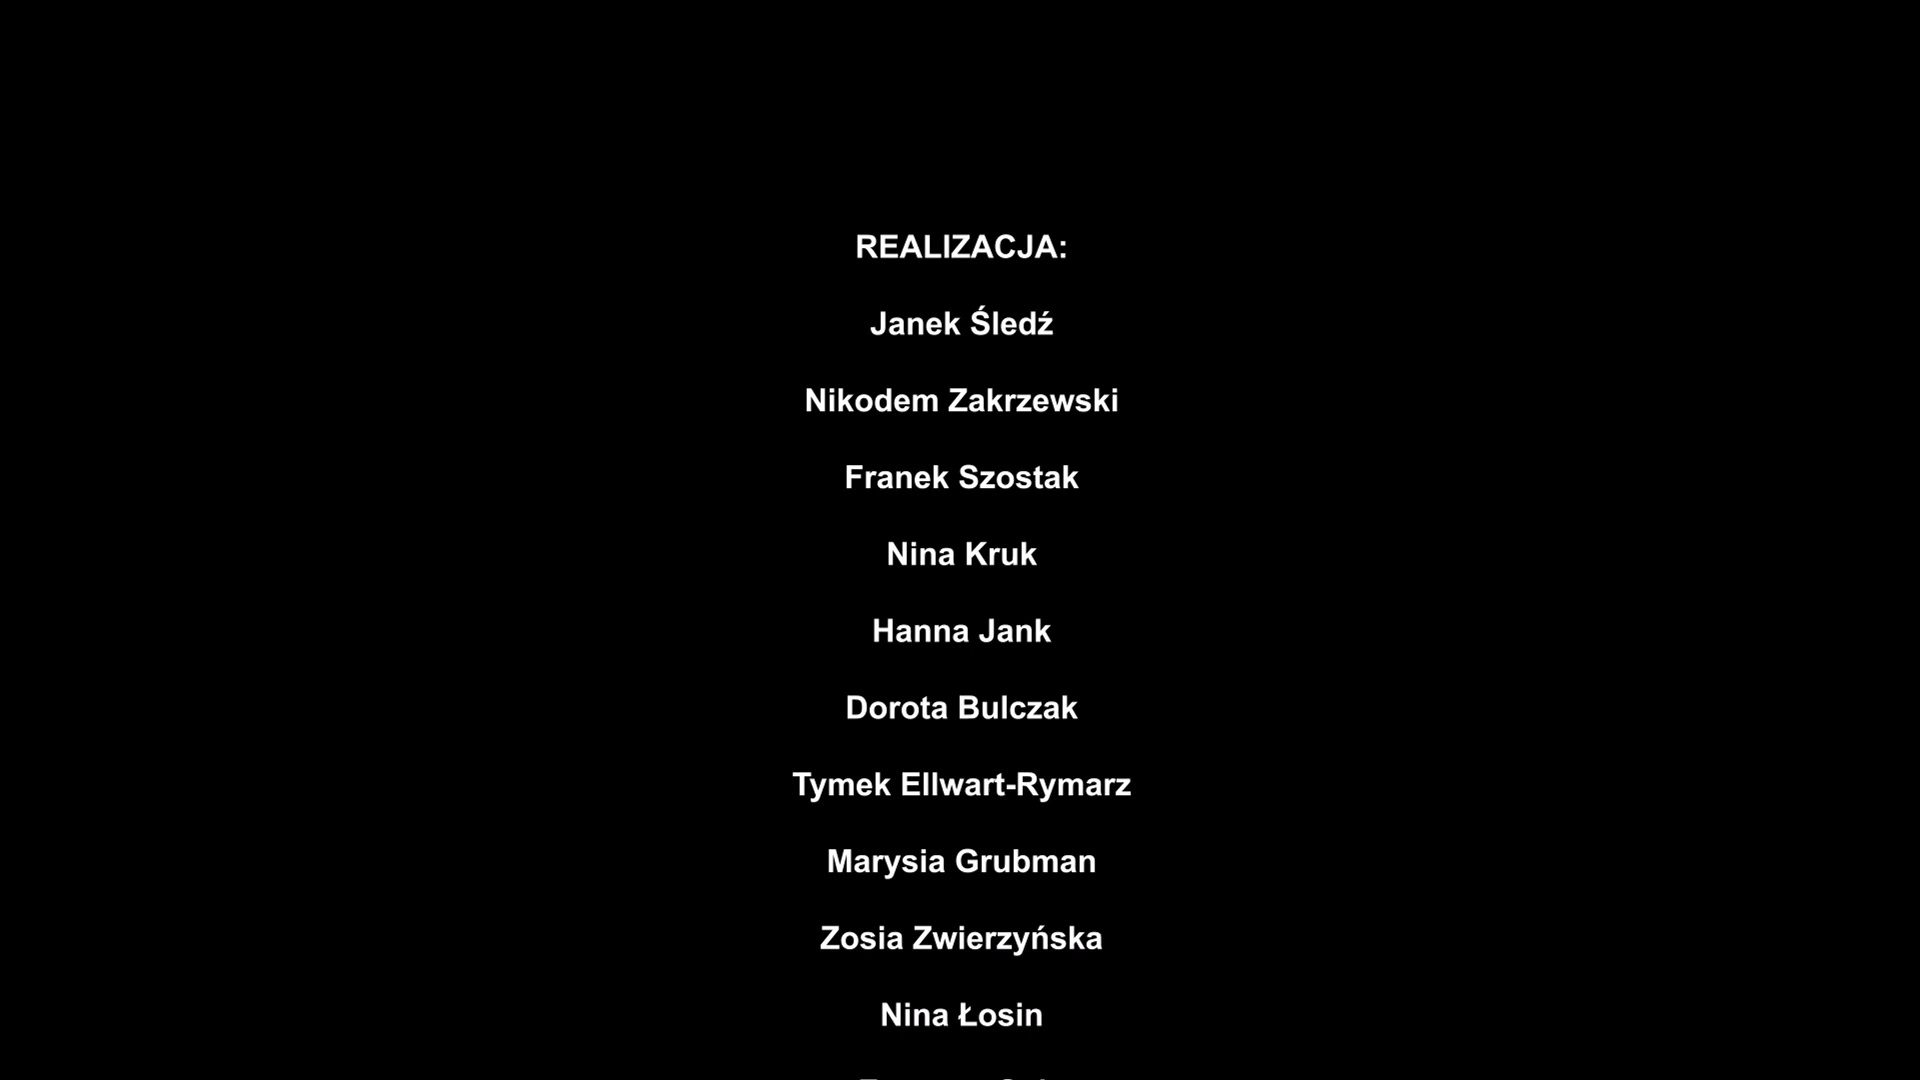 REALIZACJA:
Janek Śledź
Nikodem Zakrzewski
Franek Szostak
Nina Kruk
Hanna Jank
Dorota Bulczak
Tymek Ellwart-Rymarz
Marysia Grubman
Zosia Zwierzyńska
Nina Łosin